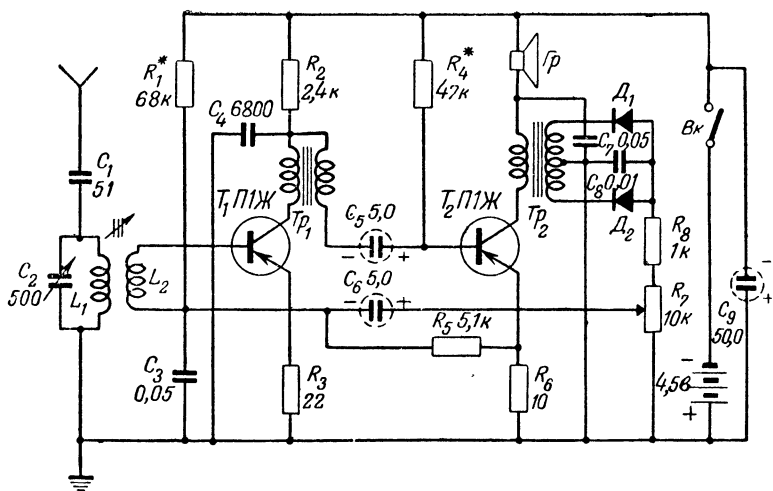 R₁*
68к
R₂
2,4к
R₄*
47к
Гр
C₄ 6800
Д₁
Вк
C₁
51
C₇ 0,05
C₈ 0,01
T₁ П1Ж
Тр₁
T₂ П1Ж
Тр₂
Д₂
C₅ 5,0
- +
R₈
1к
C₂
500
L₁
L₂
C₆ 5,0
- +
R₅ 5,1к
R₇
10к
-
C₉
50,0
C₃
0,05
R₃
22
R₆
10
-
4,5в
+
+